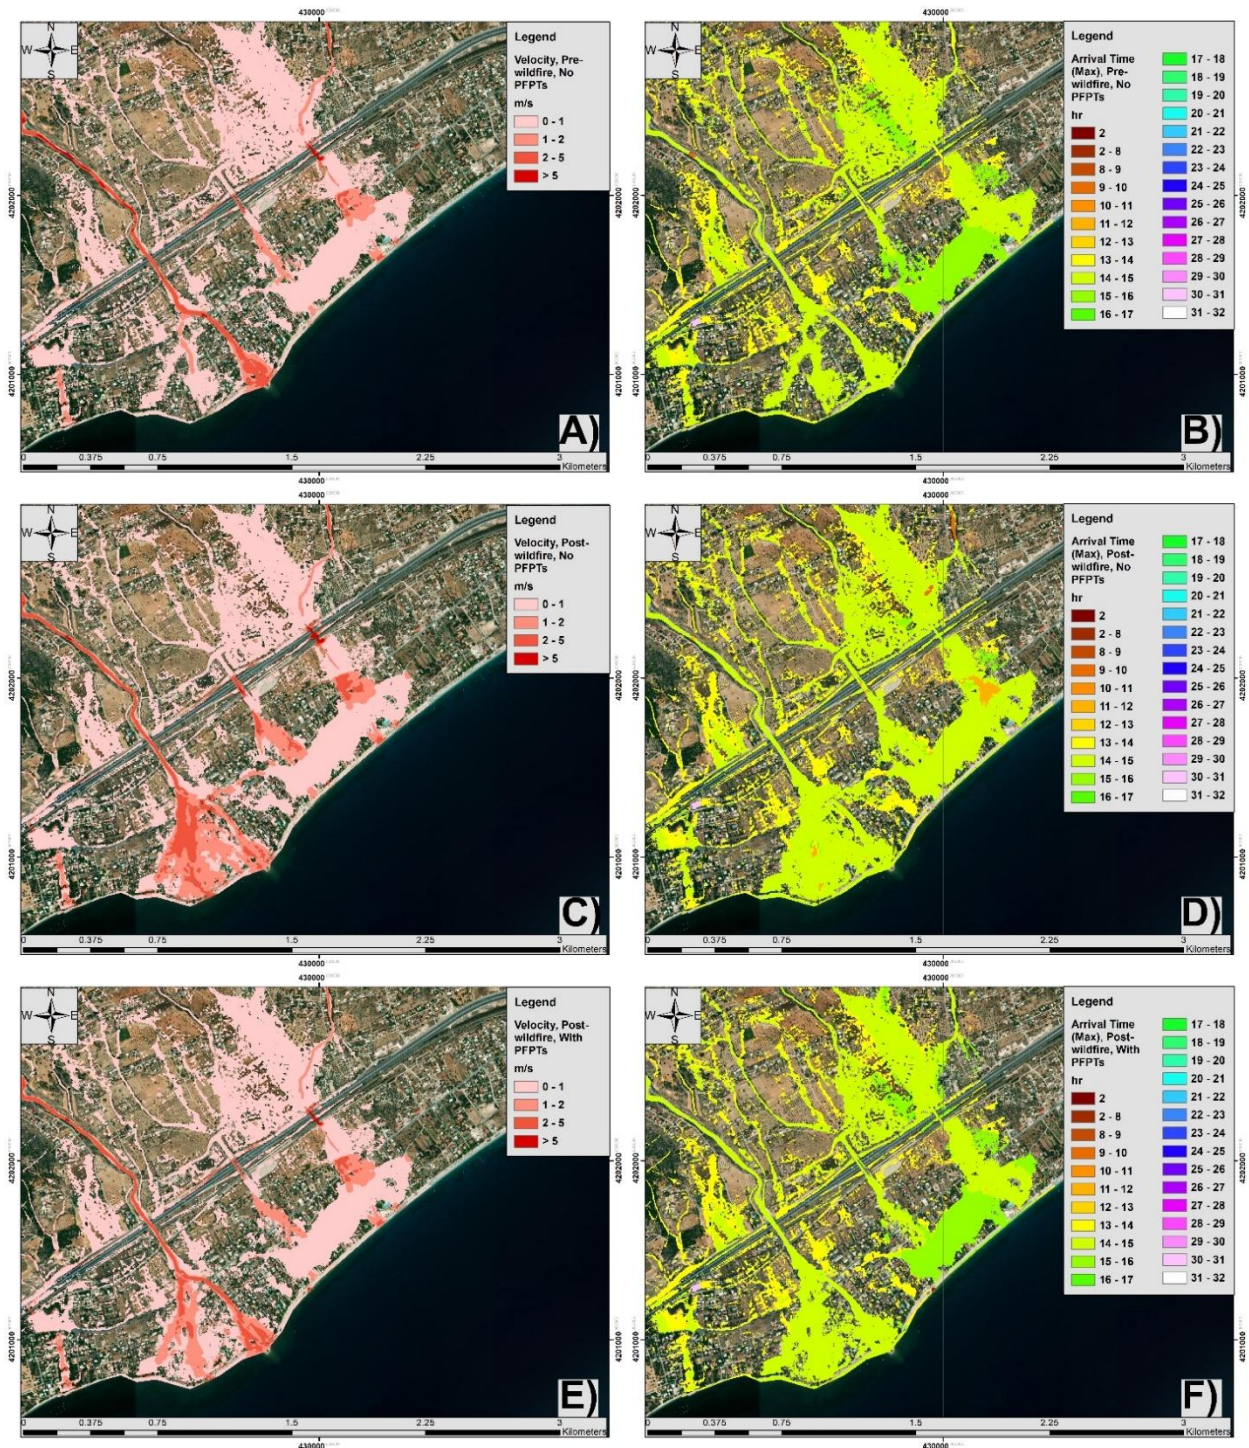 430000
N
W E
S
Legend
Velocity, Pre-
wildfire, No
PFPTs
m/s
0 - 1
1 - 2
2 - 5
> 5
4202000
4201000
A)
0 0.375 0.75 1.5 2.25 3
Kilometers
430000
430000
N
W E
S
Legend
Arrival Time
(Max), Pre-
wildfire, No
PFPTs
hr
2
2 - 8
8 - 9
9 - 10
10 - 11
11 - 12
12 - 13
13 - 14
14 - 15
15 - 16
16 - 17
17 - 18
18 - 19
19 - 20
20 - 21
21 - 22
22 - 23
23 - 24
24 - 25
25 - 26
26 - 27
27 - 28
28 - 29
29 - 30
30 - 31
31 - 32
4202000
4201000
B)
0 0.375 0.75 1.5 2.25 3
Kilometers
430000
N
W E
S
Legend
Velocity, Post-
wildfire, No
PFPTs
m/s
0 - 1
1 - 2
2 - 5
> 5
4202000
4201000
C)
0 0.375 0.75 1.5 2.25 3
Kilometers
430000
N
W E
S
Legend
Arrival Time
(Max), Post-
wildfire, No
PFPTs
hr
2
2 - 8
8 - 9
9 - 10
10 - 11
11 - 12
12 - 13
13 - 14
14 - 15
15 - 16
16 - 17
17 - 18
18 - 19
19 - 20
20 - 21
21 - 22
22 - 23
23 - 24
24 - 25
25 - 26
26 - 27
27 - 28
28 - 29
29 - 30
30 - 31
31 - 32
4202000
4201000
D)
0 0.375 0.75 1.5 2.25 3
Kilometers
430000
N
W E
S
Legend
Velocity, Post-
wildfire, With
PFPTs
m/s
0 - 1
1 - 2
2 - 5
> 5
4202000
4201000
E)
0 0.375 0.75 1.5 2.25 3
Kilometers
430000
430000
N
W E
S
Legend
Arrival Time
(Max), Post-
wildfire, With
PFPTs
hr
2
2 - 8
8 - 9
9 - 10
10 - 11
11 - 12
12 - 13
13 - 14
14 - 15
15 - 16
16 - 17
17 - 18
18 - 19
19 - 20
20 - 21
21 - 22
22 - 23
23 - 24
24 - 25
25 - 26
26 - 27
27 - 28
28 - 29
29 - 30
30 - 31
31 - 32
4202000
4201000
F)
0 0.375 0.75 1.5 2.25 3
Kilometers
430000